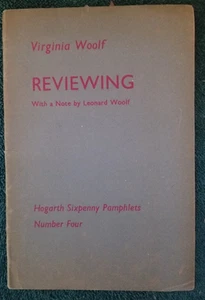 Virginia Woolf
REVIEWING
With a Note by Leonard Woolf
Hogarth Sixpenny Pamphlets
Number Four